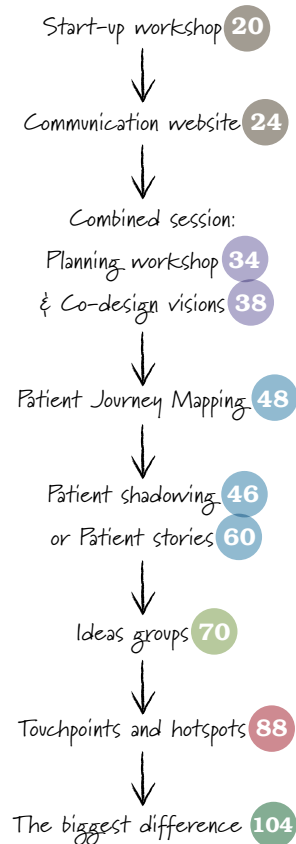 Start-up workshop 20
Communication website 24
Combined session:
Planning workshop 34
& Co-design visions 38
Patient Journey Mapping 48
Patient shadowing 46
or Patient stories 60
Ideas groups 70
Touchpoints and hotspots 88
The biggest difference 104